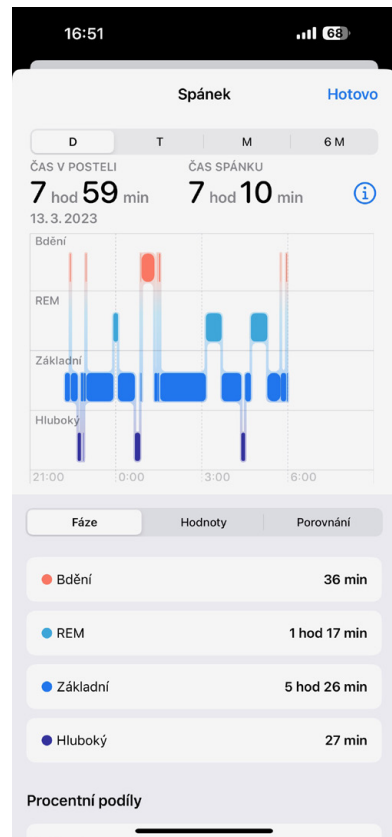 16:51
68
Spánek
Hotovo
D T M 6 M
ČAS V POSTELI ČAS SPÁNKU
7 hod 59 min 7 hod 10 min
13. 3. 2023
Bdění
REM
Základní
Hluboký
21:00 0:00 3:00 6:00
Fáze Hodnoty Porovnání
Bdění 36 min
REM 1 hod 17 min
Základní 5 hod 26 min
Hluboký 27 min
Procentní podíly